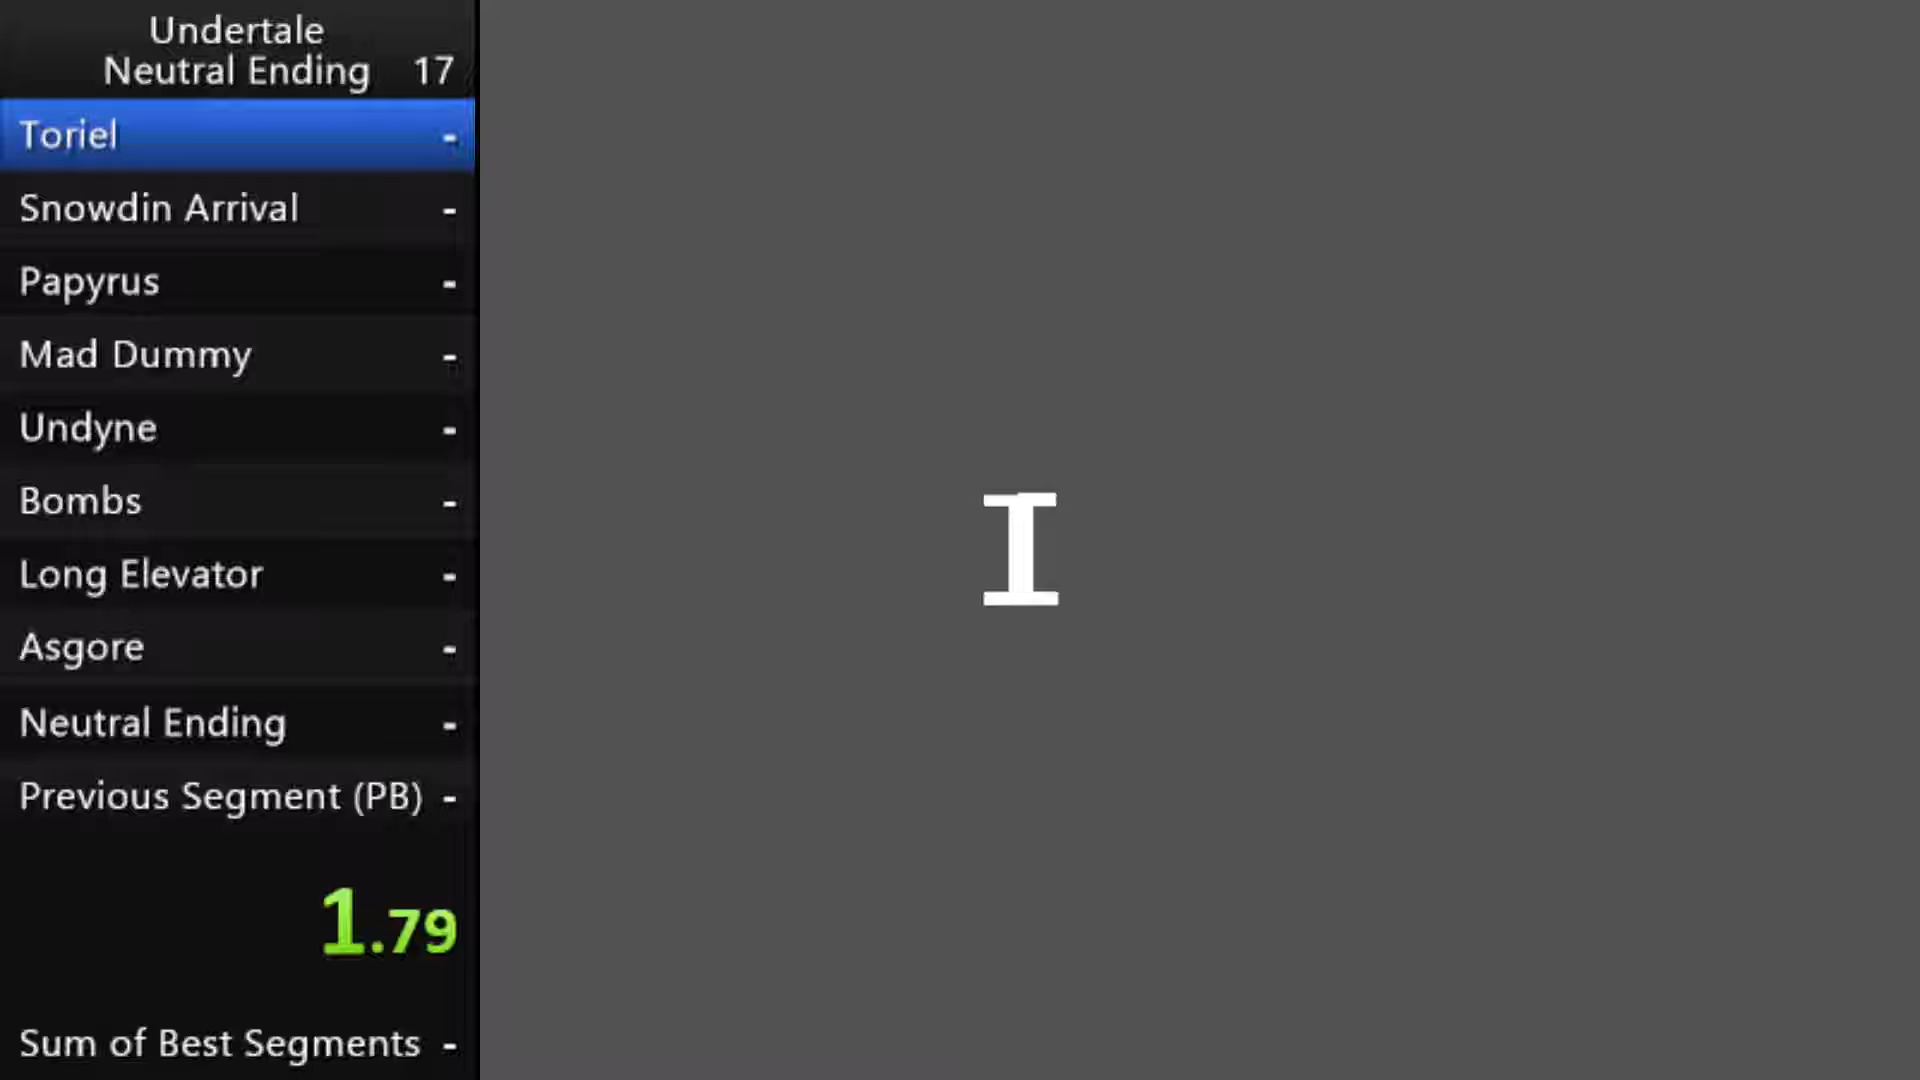 Undertale
Neutral Ending 17
Toriel -
Snowdin Arrival -
Papyrus -
Mad Dummy -
Undyne -
Bombs -
Long Elevator -
Asgore -
Neutral Ending -
Previous Segment (PB) -
1.79
Sum of Best Segments -
I